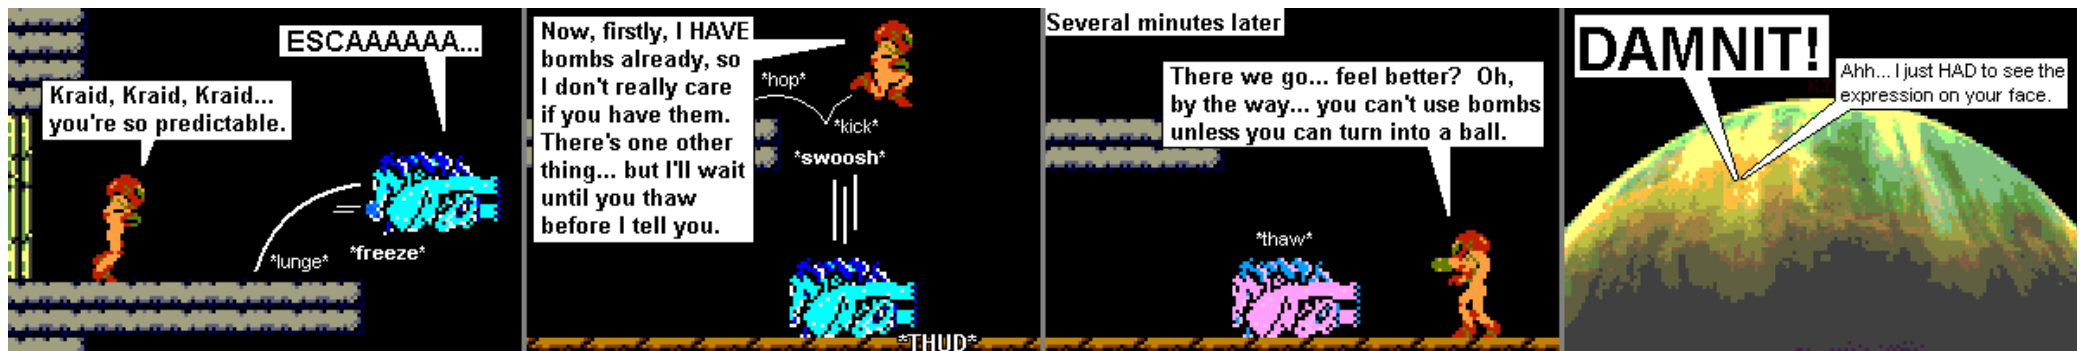 ESCAAAAAA...
Kraid, Kraid, Kraid...
you're so predictable.
*lunge*
*freeze*
Now, firstly, I HAVE
bombs already, so
I don't really care
if you have them.
There's one other
thing... but I'll wait
until you thaw
before I tell you.
*hop*
*kick*
*swoosh*
*THUD*
Several minutes later
There we go... feel better? Oh,
by the way... you can't use bombs
unless you can turn into a ball.
*thaw*
DAMNIT!
Ahh... I just HAD to see the
expression on your face.